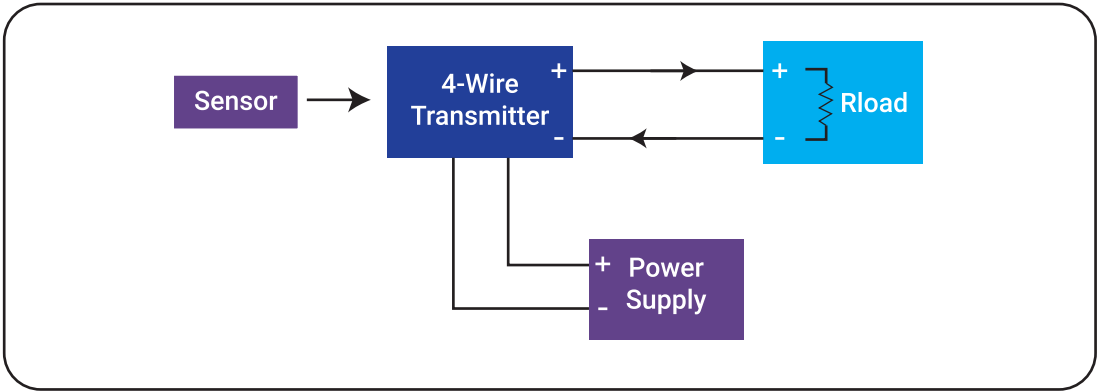 Sensor
4-Wire
Transmitter
+
-
+
-
Rload
+
-
Power
Supply